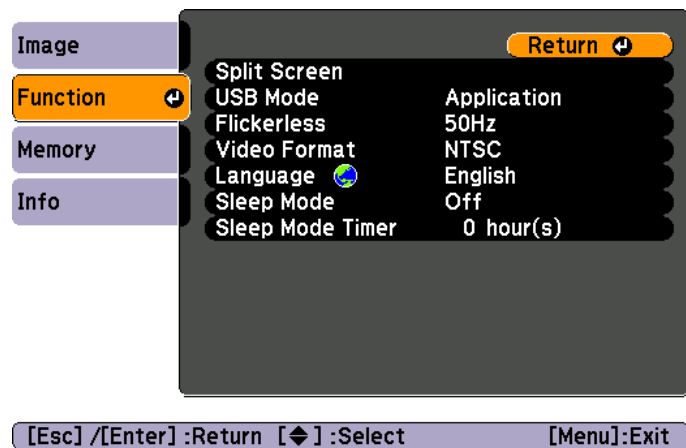 Image
Function
Memory
Info
Return
Split Screen
USB Mode Application
Flickerless 50Hz
Video Format NTSC
Language English
Sleep Mode Off
Sleep Mode Timer 0 hour(s)
[Esc] /[Enter] :Return [◆] :Select [Menu]:Exit